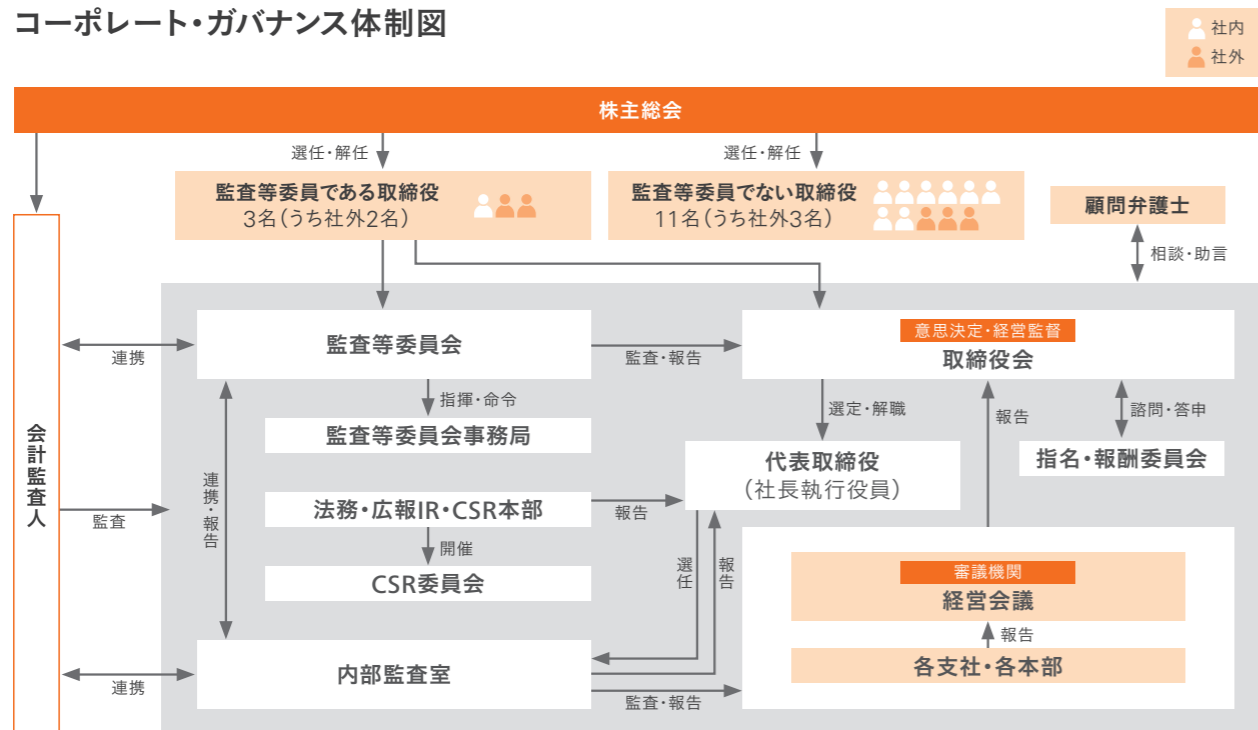 コーポレート・ガバナンス体制図
社内
社外
株主総会
選任・解任
選任・解任
監査等委員である取締役
3名(うち社外2名)
監査等委員でない取締役
11名(うち社外3名)
顧問弁護士
相談・助言
会計監査人
連携
監査等委員会
監査・報告
意思決定・経営監督
取締役会
指揮・命令
選定・解職
報告
諮問・答申
監査等委員会事務局
代表取締役
(社長執行役員)
指名・報酬委員会
連携・報告
監査
法務・広報IR・CSR本部
報告
開催
CSR委員会
選任
報告
審議機関
経営会議
報告
各支社・各本部
連携
内部監査室
監査・報告